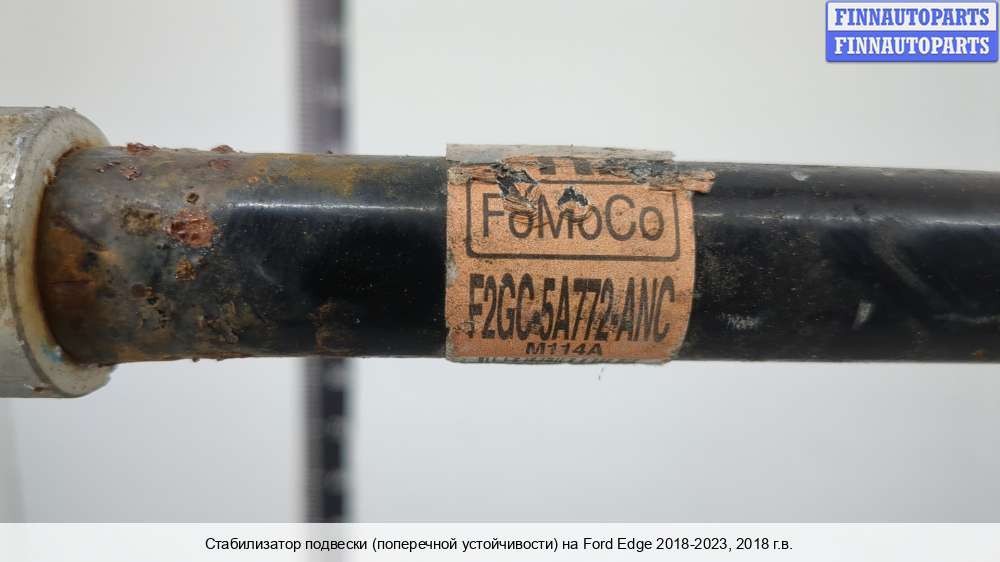 FINNAUTOPARTS
FINNAUTOPARTS
FoMoCo
F2GC-5A772-ANC
M114A
Стабилизатор подвески (поперечной устойчивости) на Ford Edge 2018-2023, 2018 г.в.